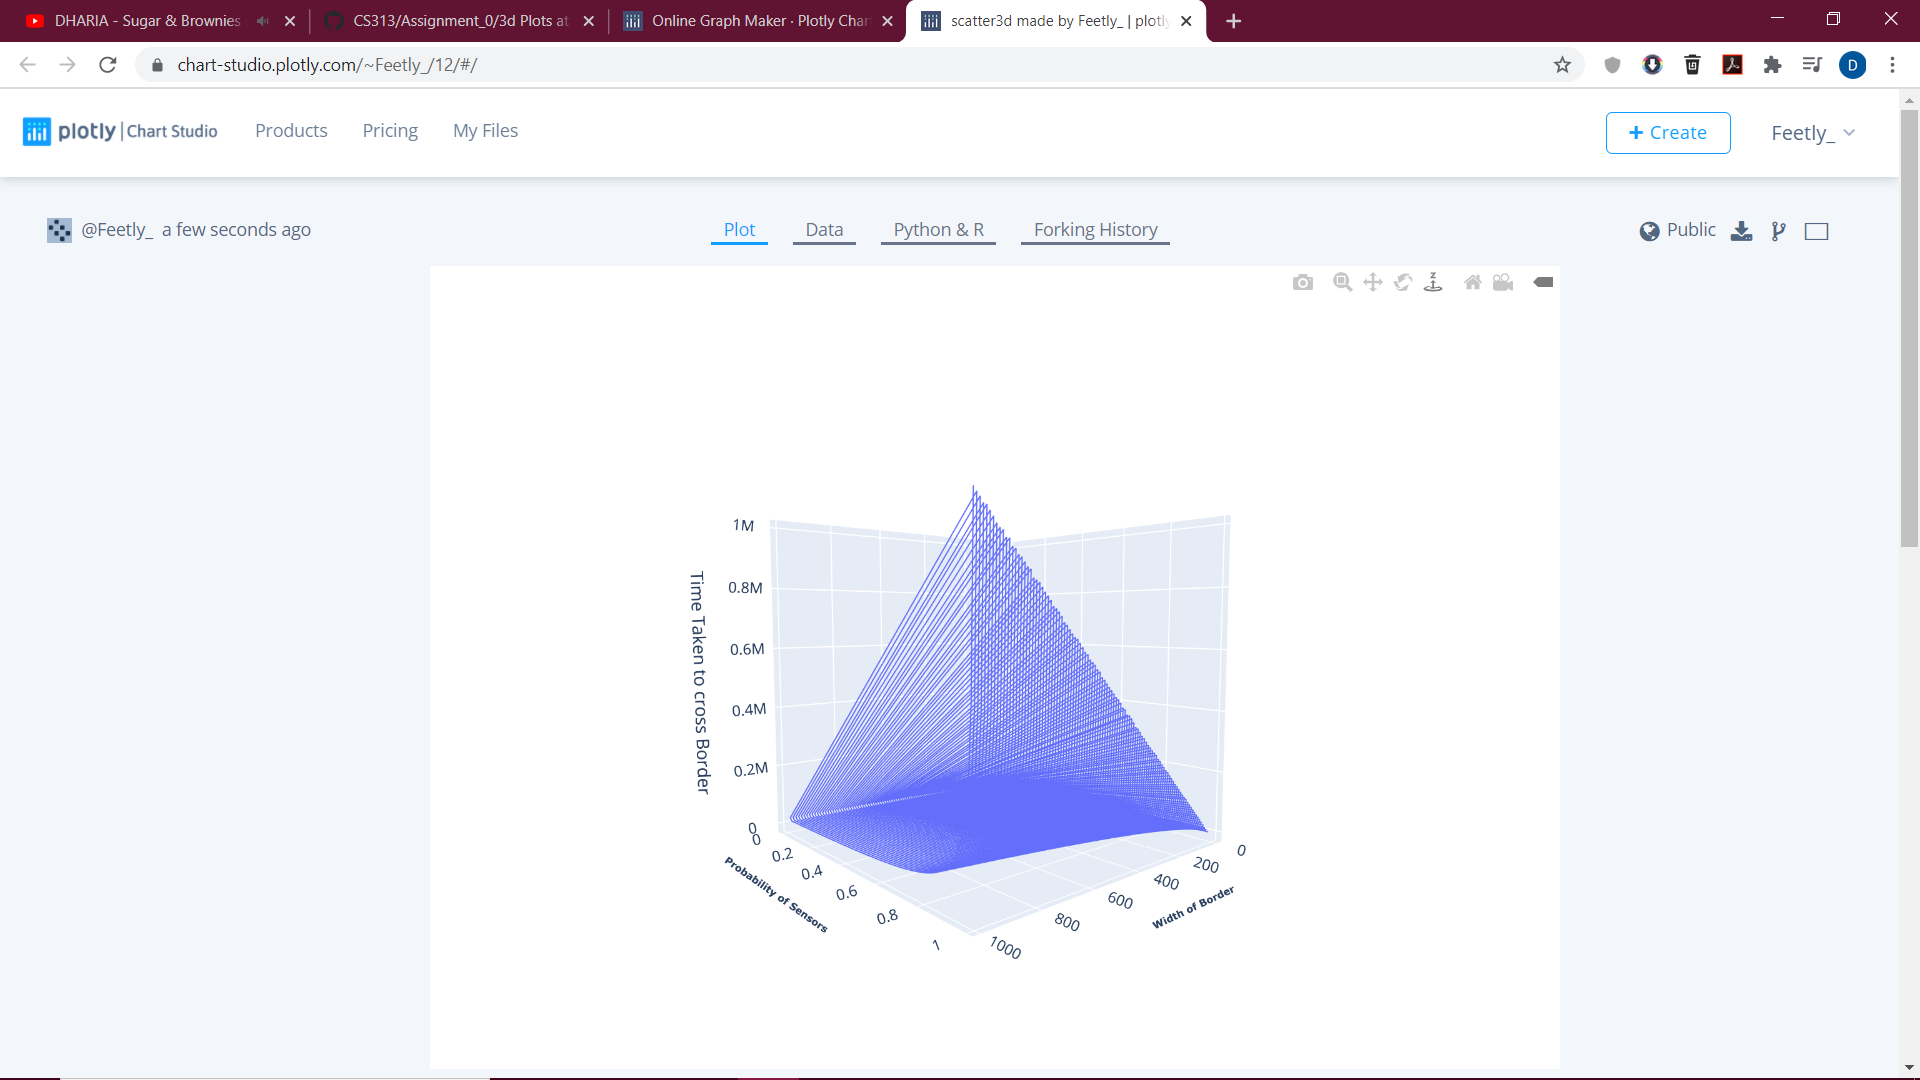 DHARIA - Sugar & Brownies
CS313/Assignment_0/3d Plots at
Online Graph Maker · Plotly Char
scatter3d made by Feetly_ | plotly
chart-studio.plotly.com/~Feetly_/12/#/
D
plotly | Chart Studio
Products
Pricing
My Files
+ Create
Feetly_
@Feetly_ a few seconds ago
Plot
Data
Python & R
Forking History
Public
Z
1M
0.8M
0.6M
0.4M
0.2M
0
Time Taken to cross Border
0
0.2
0.4
0.6
0.8
1
Probability of Sensors
0
200
400
600
800
1000
Width of Border